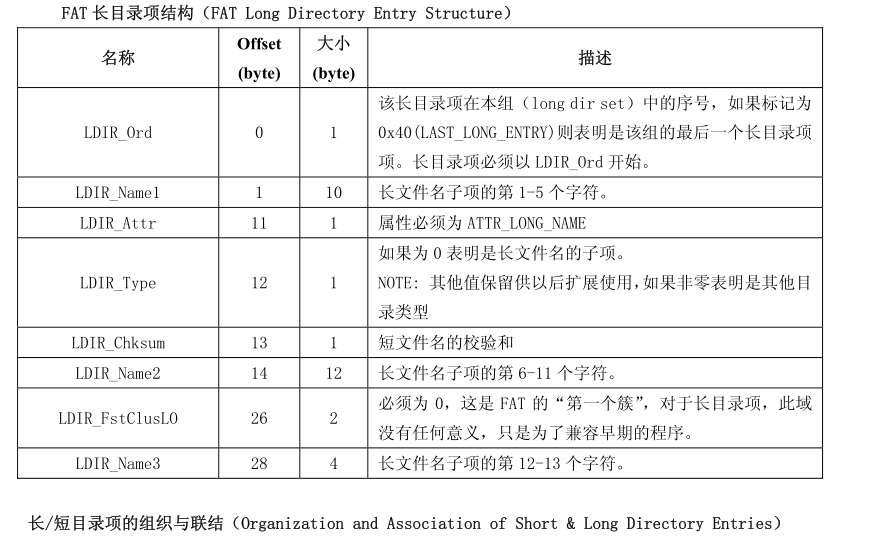 FAT 长目录项结构（FAT Long Directory Entry Structure）
名称 Offset (byte) 大小 (byte) 描述
LDIR_Ord 0 1 该长目录项在本组（long dir set）中的序号，如果标记为
0x40(LAST_LONG_ENTRY)则表明是该组的最后一个长目录项
项。长目录项必须以 LDIR_Ord 开始。
LDIR_Name1 1 10 长文件名子项的第 1-5 个字符。
LDIR_Attr 11 1 属性必须为 ATTR_LONG_NAME
LDIR_Type 12 1 如果为 0 表明是长文件名的子项。
NOTE: 其他值保留供以后扩展使用,如果非零表明是其他目
录类型
LDIR_Chksum 13 1 短文件名的校验和
LDIR_Name2 14 12 长文件名子项的第 6-11 个字符。
LDIR_FstClusLO 26 2 必须为 0，这是 FAT 的“第一个簇”，对于长目录项，此域
没有任何意义，只是为了兼容早期的程序。
LDIR_Name3 28 4 长文件名子项的第 12-13 个字符。
长/短目录项的组织与联结（Organization and Association of Short & Long Directory Entries）